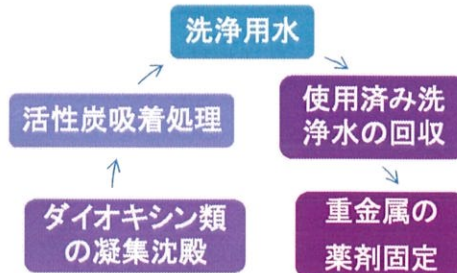 洗浄用水
活性炭吸着処理
使用済み洗
浄水の回収
ダイオキシン類
の凝集沈殿
重金属の
薬剤固定